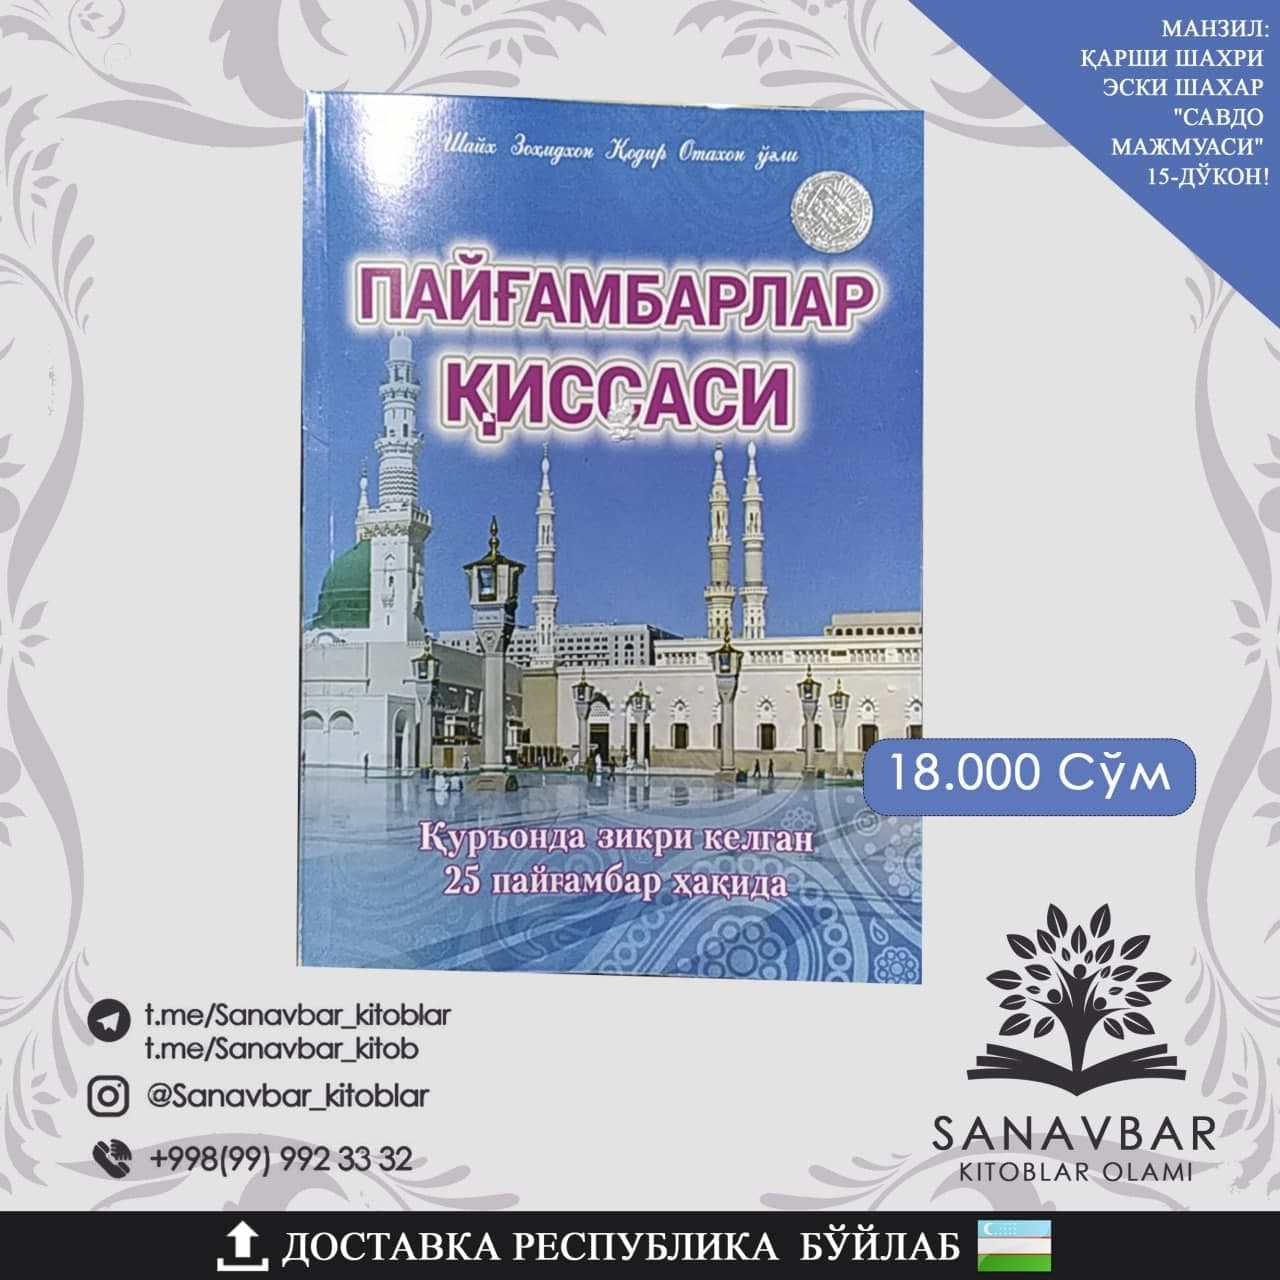 МАНЗИЛ:
ҚАРШИ ШАХРИ
ЭСКИ ШАХАР
"САВДО
МАЖМУАСИ"
15-ДЎКОН!
Шайх Зоҳидхон Қодир Отахон ўғли
ПАЙҒАМБАРЛАР
ҚИССАСИ
18.000 Сўм
Қуръонда зикри келган
25 пайғамбар ҳақида
t.me/Sanavbar_kitoblar
t.me/Sanavbar_kitob
@Sanavbar_kitoblar
+998(99) 992 33 32
SANAVBAR
KITOBLAR OLAMI
ДОСТАВКА РЕСПУБЛИКА БЎЙЛАБ